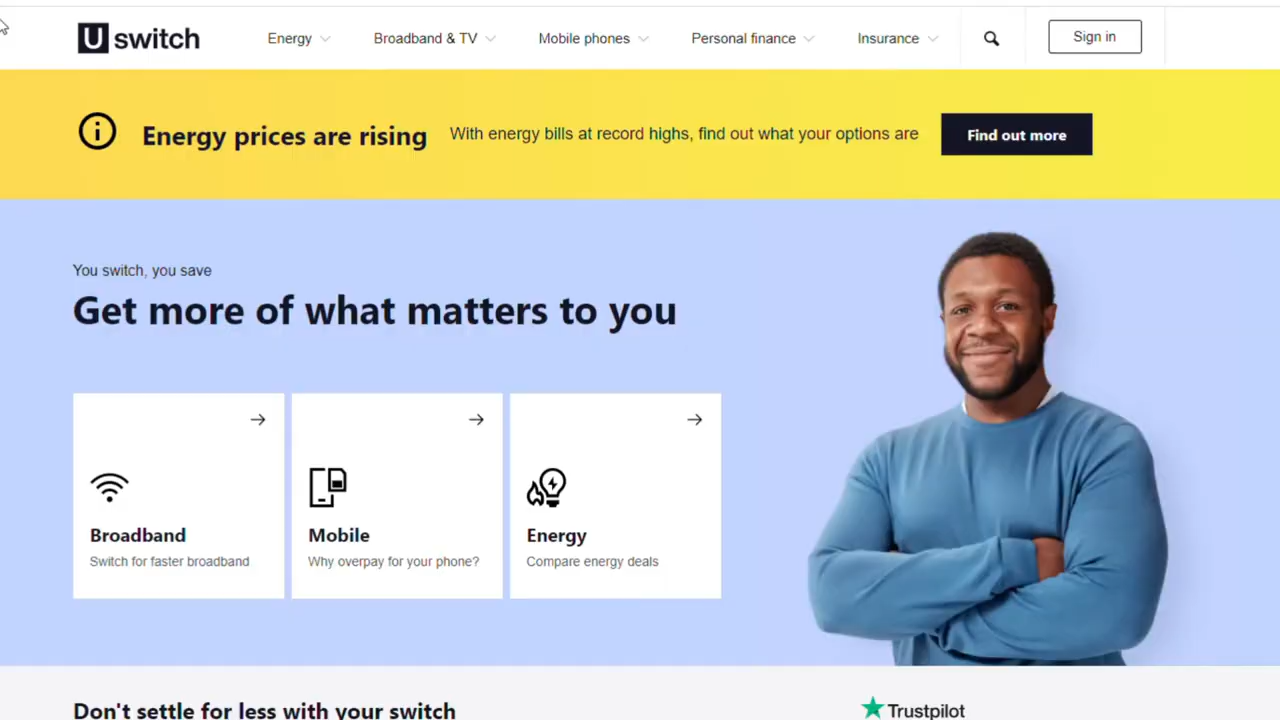 U switch
Energy
Broadband & TV
Mobile phones
Personal finance
Insurance
Sign in
Energy prices are rising
With energy bills at record highs, find out what your options are
Find out more
You switch, you save
Get more of what matters to you
Broadband
Switch for faster broadband
Mobile
Why overpay for your phone?
Energy
Compare energy deals
Don't settle for less with your switch
Trustpilot